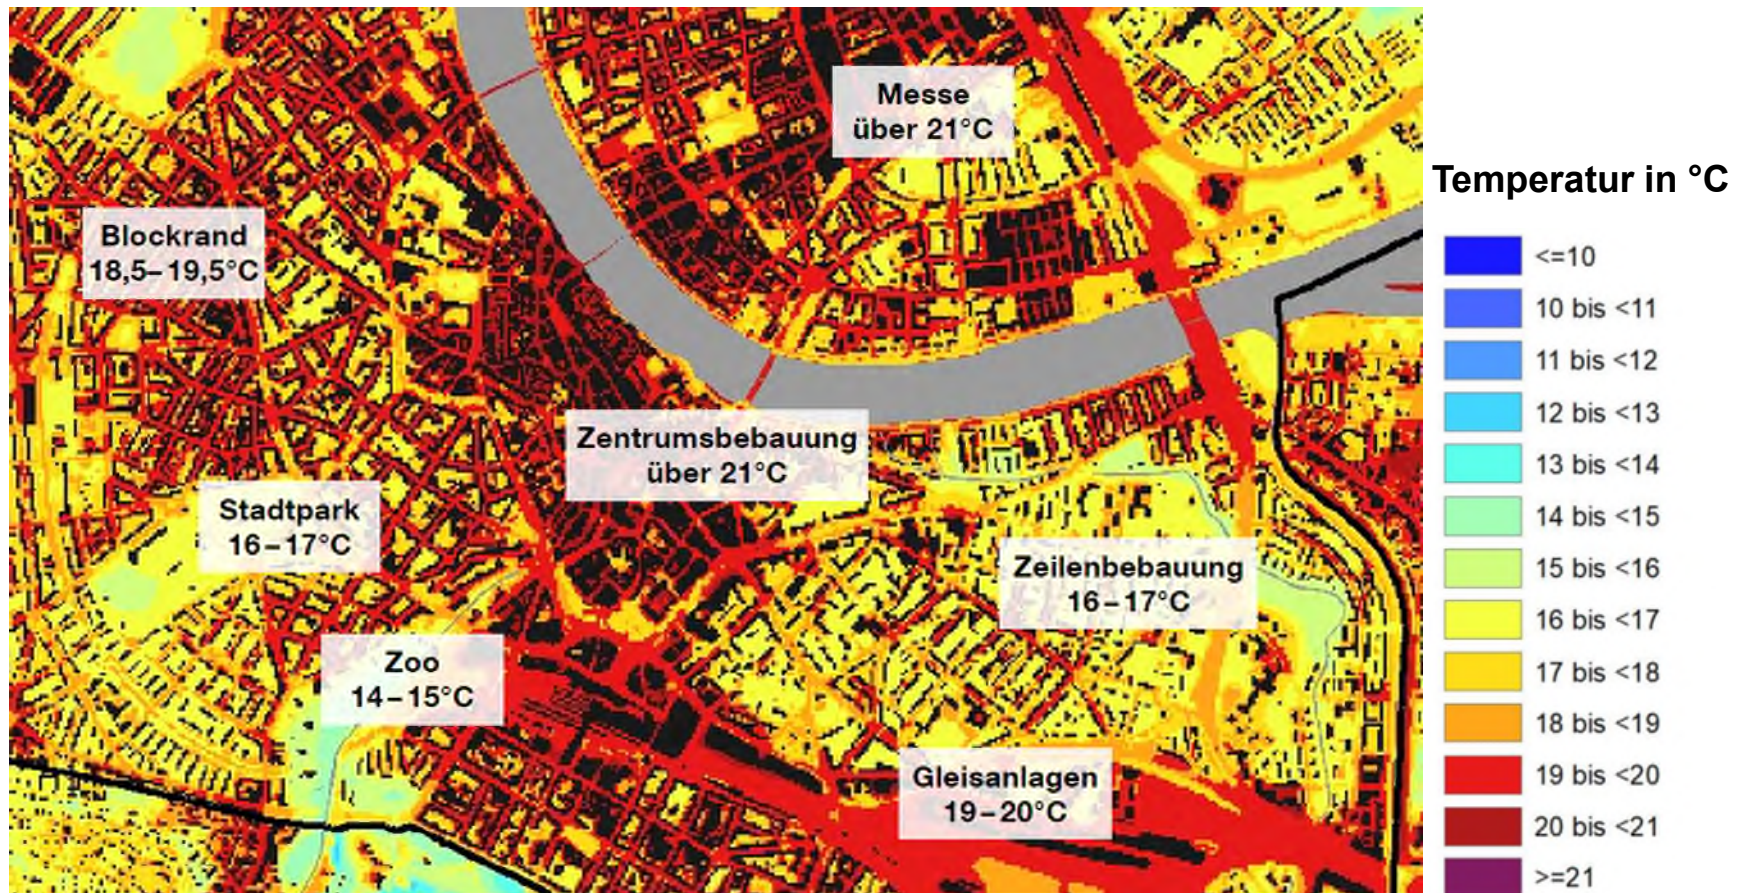 Messe
über 21°C
Blockrand
18,5–19,5°C
Zentrumsbebauung
über 21°C
Stadtpark
16–17°C
Zeilenbebauung
16–17°C
Zoo
14–15°C
Gleisanlagen
19–20°C
Temperatur in °C
<=10
10 bis <11
11 bis <12
12 bis <13
13 bis <14
14 bis <15
15 bis <16
16 bis <17
17 bis <18
18 bis <19
19 bis <20
20 bis <21
>=21